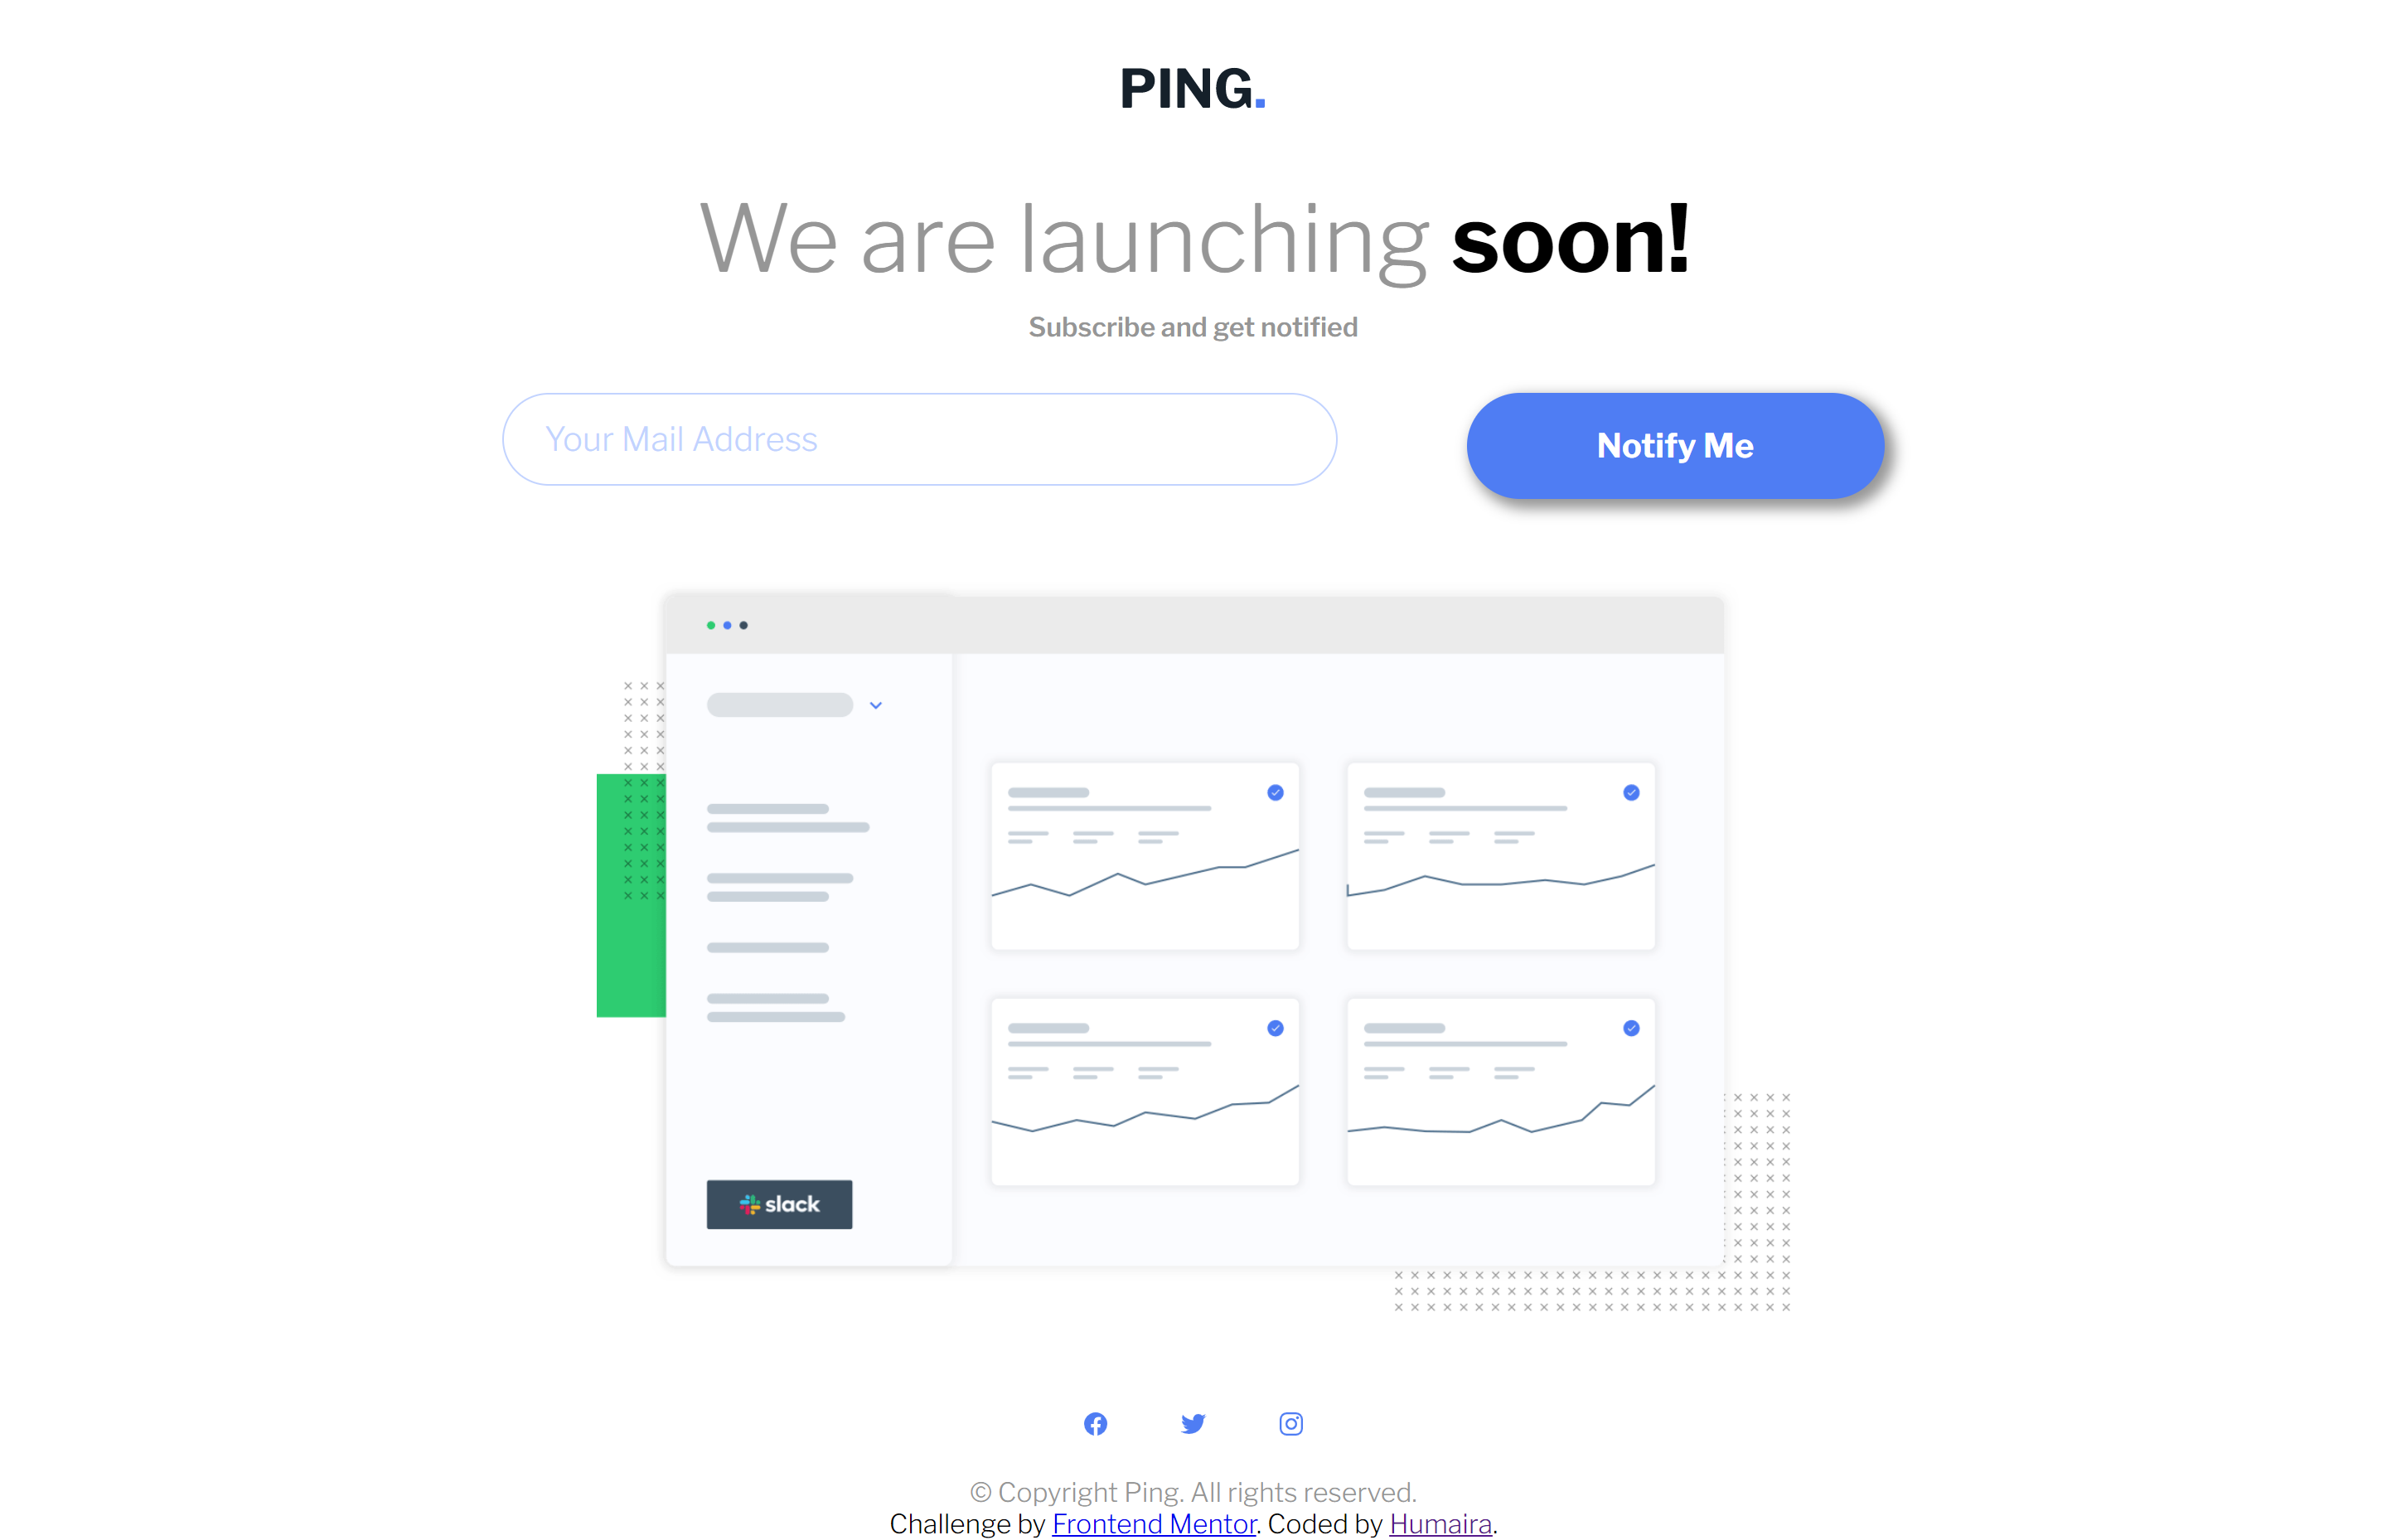 PING.
We are launching soon!
Subscribe and get notified
Your Mail Address
Notify Me
slack
© Copyright Ping. All rights reserved.
Challenge by Frontend Mentor. Coded by Humaira.